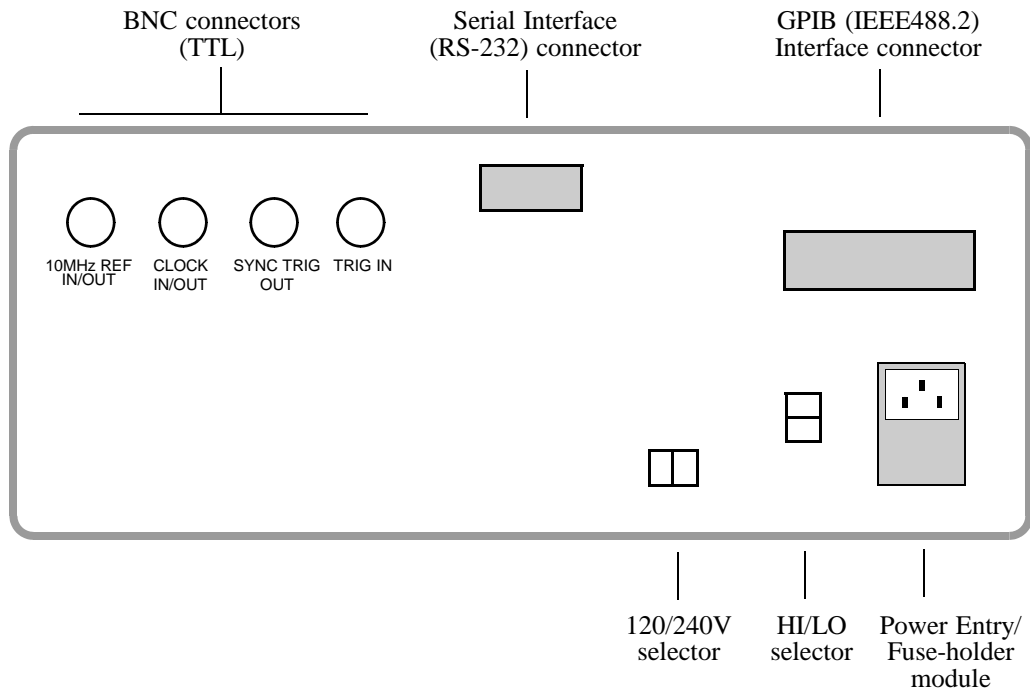 BNC connectors
(TTL)
Serial Interface
(RS-232) connector
GPIB (IEEE488.2)
Interface connector
10MHz REF
IN/OUT
CLOCK
IN/OUT
SYNC TRIG
OUT
TRIG IN
120/240V
selector
HI/LO
selector
Power Entry/
Fuse-holder
module